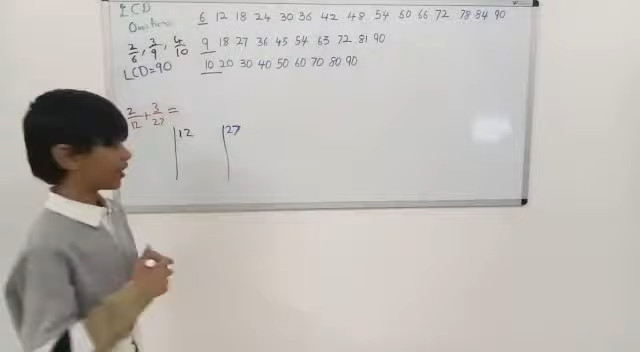 LCD
Questions
2/6, 3/9, 4/10
LCD=90
6 12 18 24 30 36 42 48 54 60 66 72 78 84 90
9 18 27 36 45 54 63 72 81 90
10 20 30 40 50 60 70 80 90
2/12 + 3/27 =
12
27